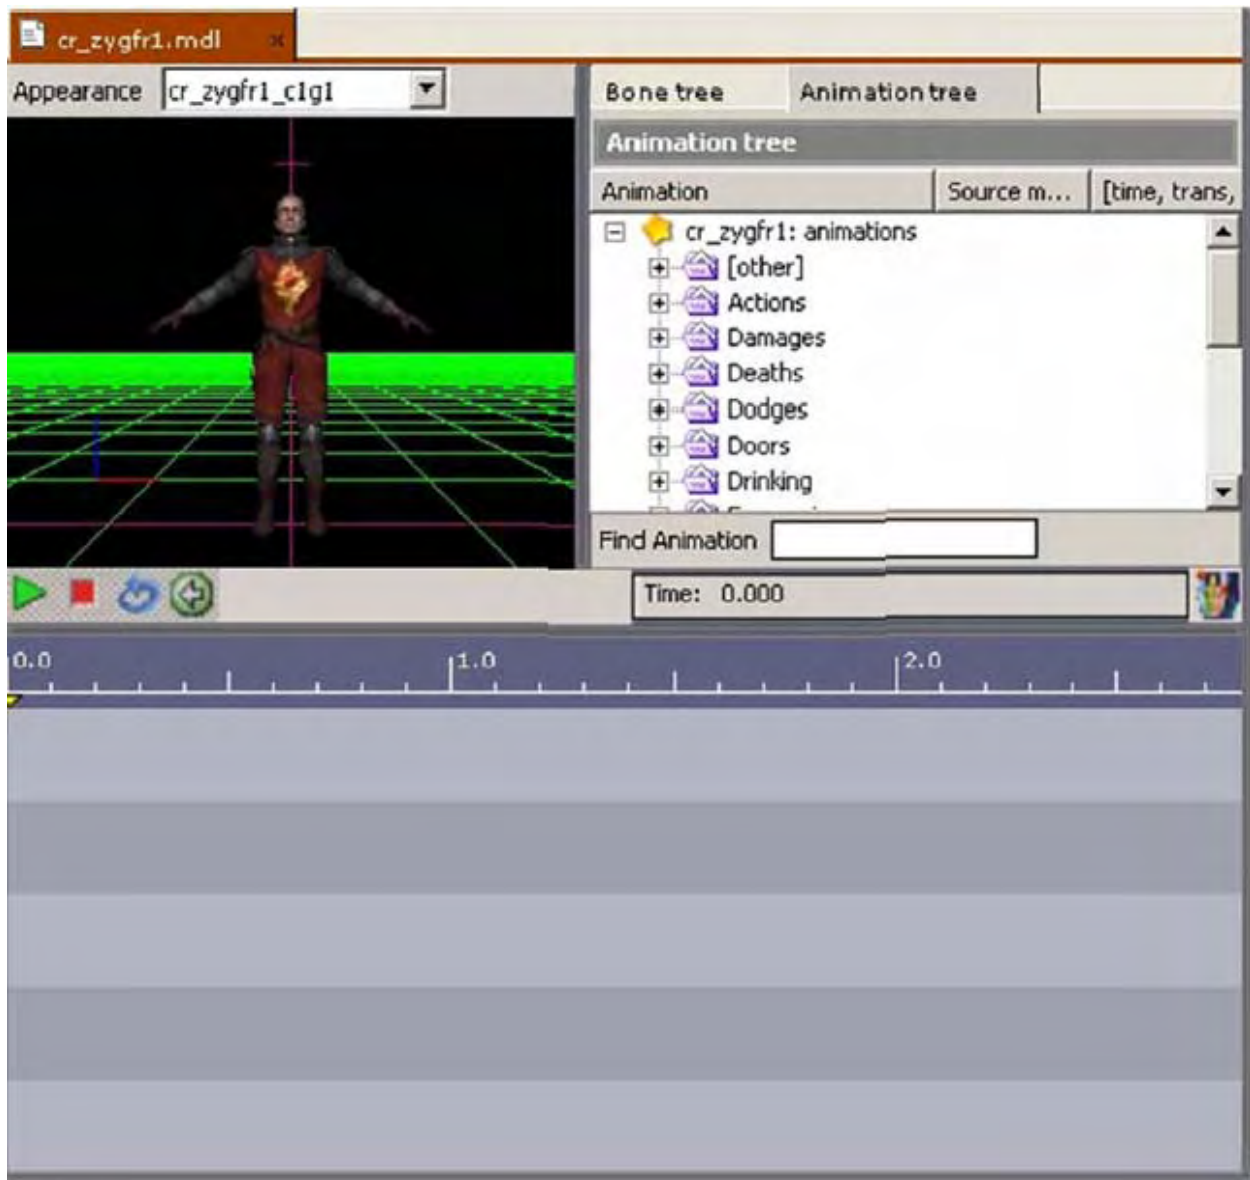 cr_zygfr1.mdl
Appearance cr_zygfr1_c1g1
Bone tree Animation tree
Animation tree
Animation Source m... [time, trans,
cr_zygfr1: animations
[other]
Actions
Damages
Deaths
Dodges
Doors
Drinking
Find Animation
Time: 0.000
0.0 1.0 2.0